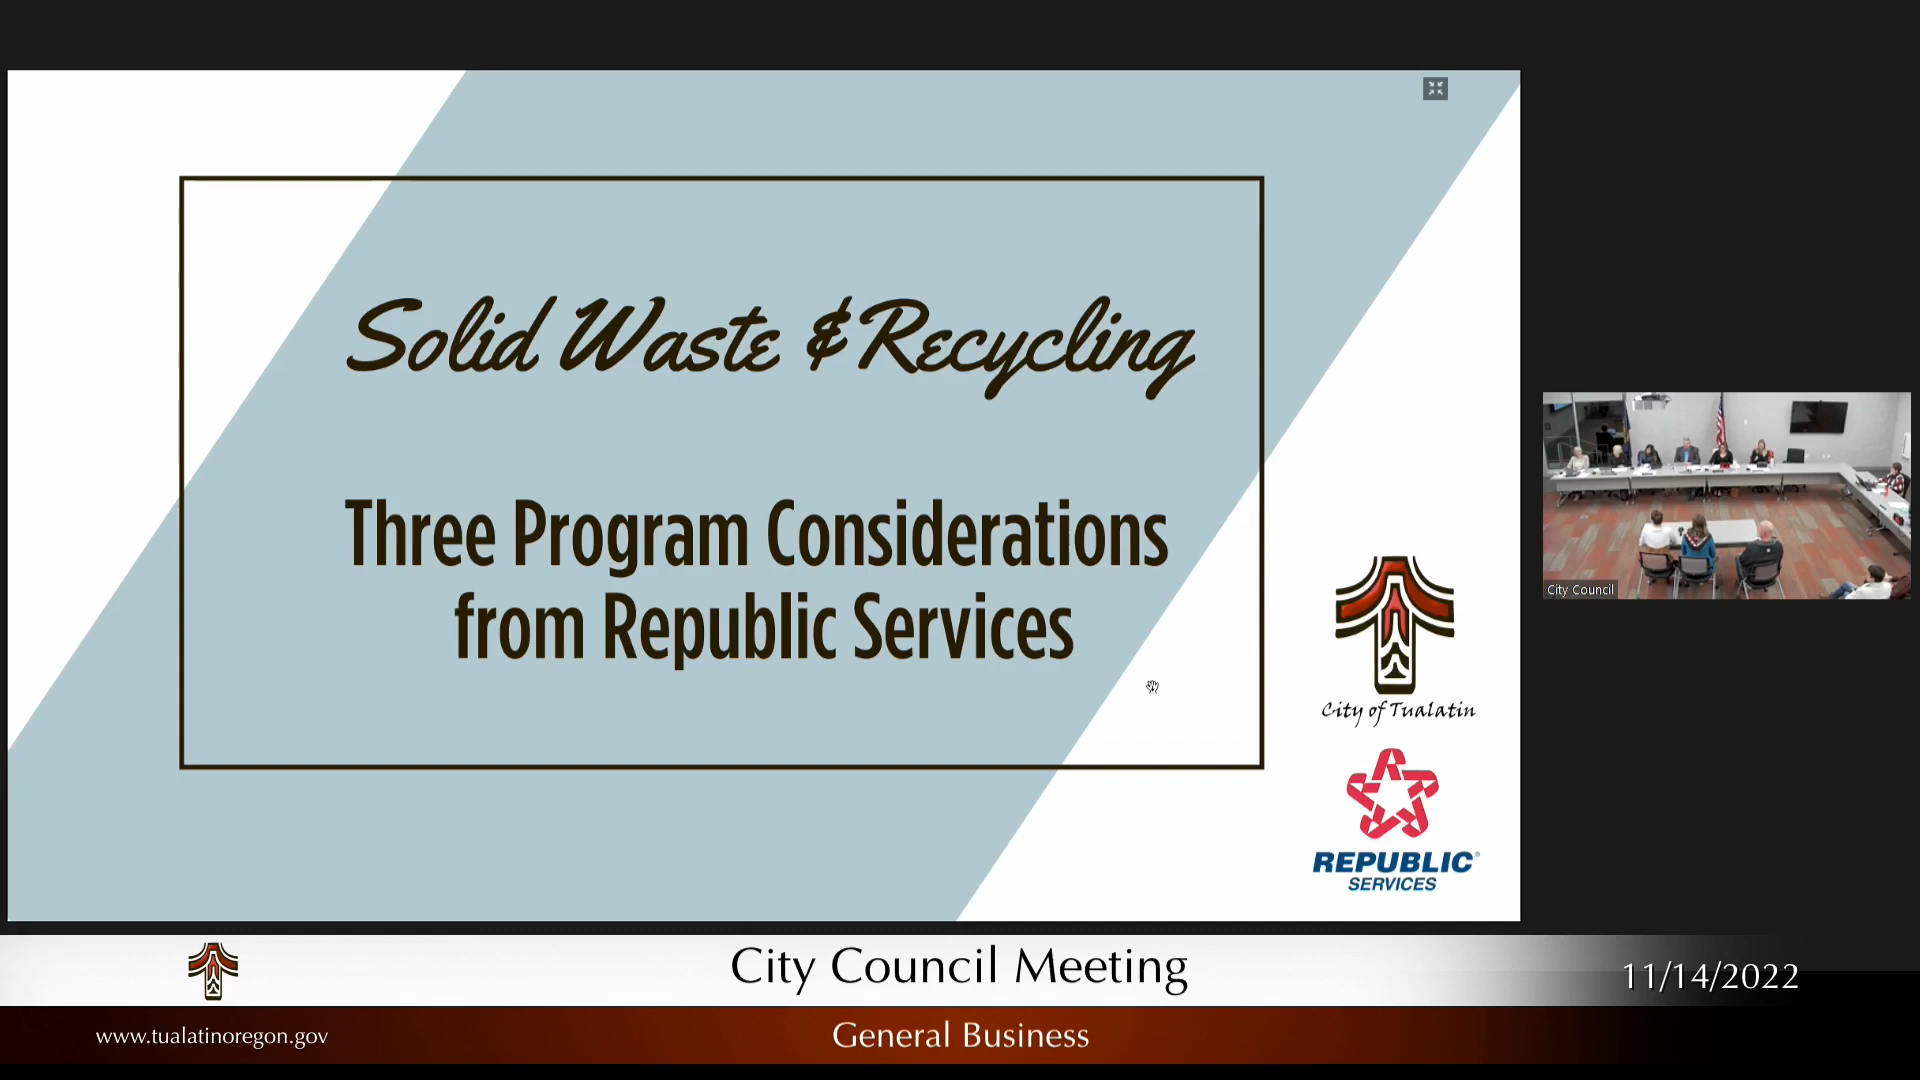 Solid Waste & Recycling
Three Program Considerations
from Republic Services
City of Tualatin
REPUBLIC
SERVICES
City Council
City Council Meeting
11/14/2022
www.tualatinoregon.gov
General Business